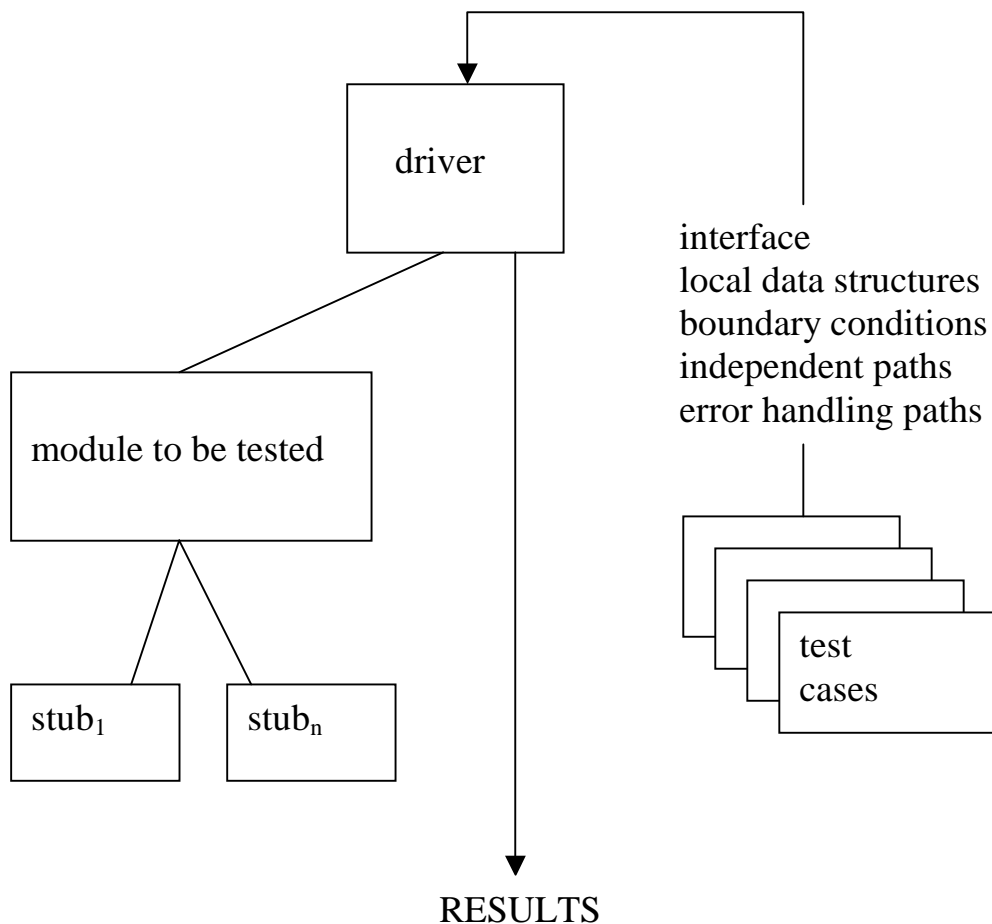 driver
interface
local data structures
boundary conditions
independent paths
error handling paths
module to be tested
test
cases
stub₁
stubₙ
RESULTS